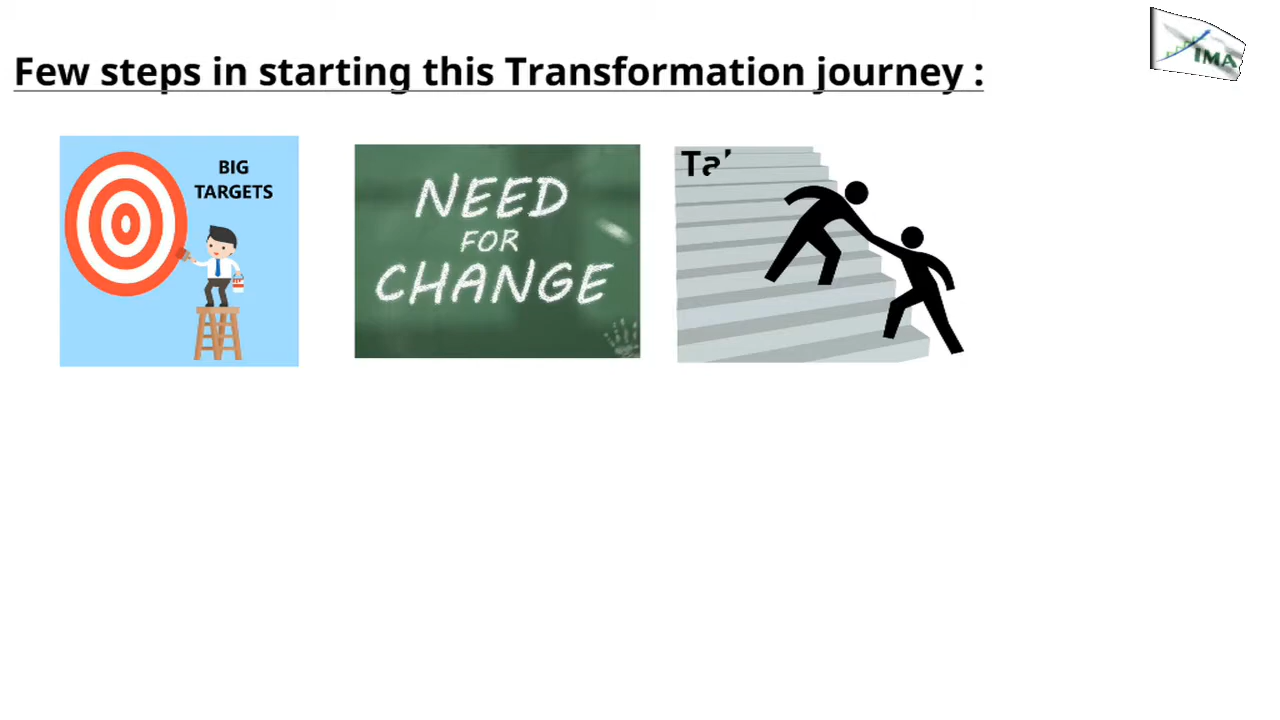 Few steps in starting this Transformation journey :
IMA
BIG
TARGETS
NEED
FOR
CHANGE